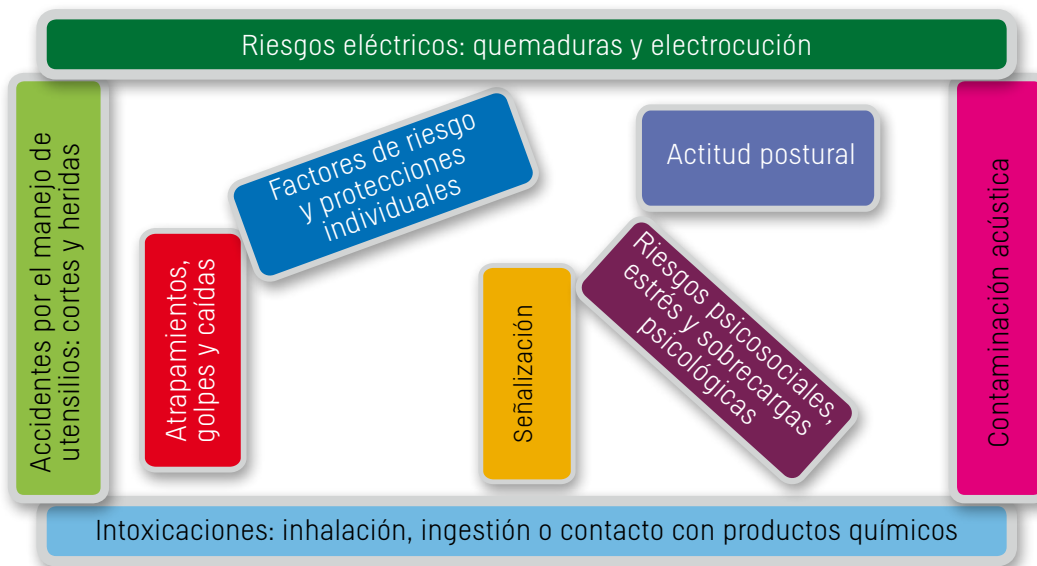 Riesgos eléctricos: quemaduras y electrocución
Accidentes por el manejo de
utensilios: cortes y heridas
Factores de riesgo
y protecciones
individuales
Actitud postural
Contaminación acústica
Atrapamientos,
golpes y caídas
Señalización
Riesgos psicosociales,
estrés y sobrecargas
psicológicas
Intoxicaciones: inhalación, ingestión o contacto con productos químicos